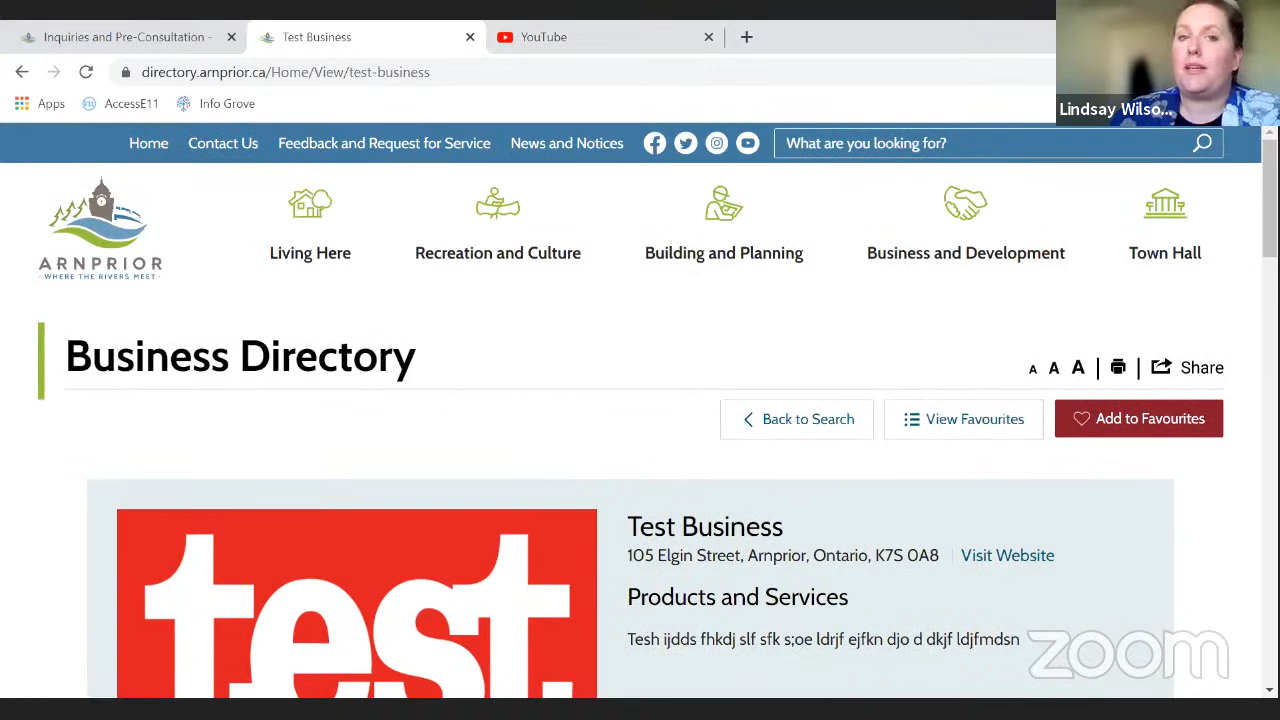 Inquiries and Pre-Consultation -
Test Business
YouTube
directory.arnprior.ca/Home/View/test-business
Apps
AccessE11
Info Grove
Lindsay Wilso...
Home
Contact Us
Feedback and Request for Service
News and Notices
What are you looking for?
ARNPRIOR
WHERE THE RIVERS MEET
Living Here
Recreation and Culture
Building and Planning
Business and Development
Town Hall
Business Directory
A A A | | Share
Back to Search
View Favourites
Add to Favourites
test.
Test Business
105 Elgin Street, Arnprior, Ontario, K7S 0A8 Visit Website
Products and Services
Tesh ijdds fhkdj slf sfk s;oe ldrjf ejfkn djo d dkjf ldjfmdsn
zoom